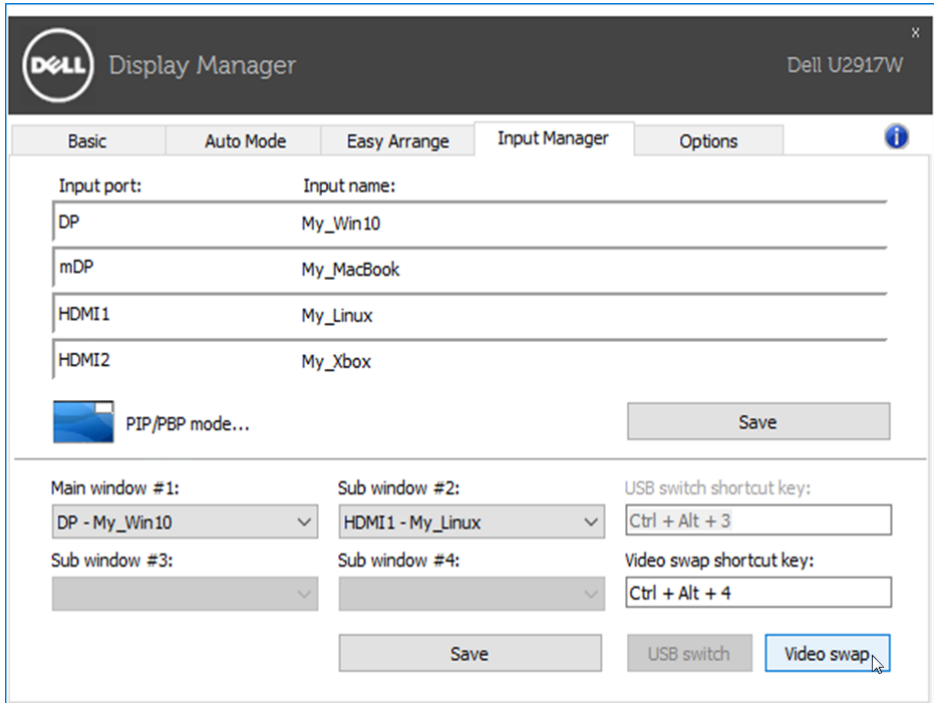 x
DELL Display Manager Dell U2917W
Basic Auto Mode Easy Arrange Input Manager Options i
Input port: Input name:
DP My_Win10
mDP My_MacBook
HDMI1 My_Linux
HDMI2 My_Xbox
PIP/PBP mode... Save
Main window #1: Sub window #2: USB switch shortcut key:
DP - My_Win10 HDMI1 - My_Linux Ctrl + Alt + 3
Sub window #3: Sub window #4: Video swap shortcut key:
Ctrl + Alt + 4
Save USB switch Video swap